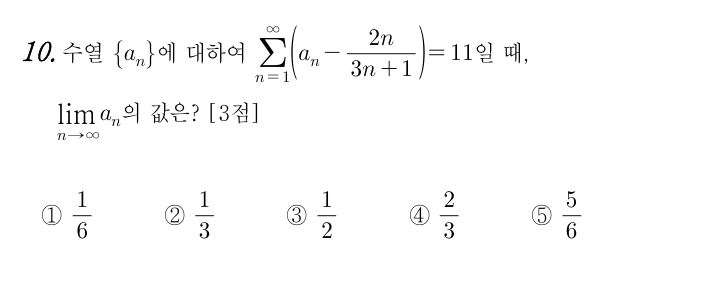 10. 수열 {aₙ}에 대하여 ∑_{n=1}^{∞}(aₙ − 2n/(3n+1)) = 11일 때,
lim_{n→∞} aₙ의 값은? [3점]
① 1/6 ② 1/3 ③ 1/2 ④ 2/3 ⑤ 5/6